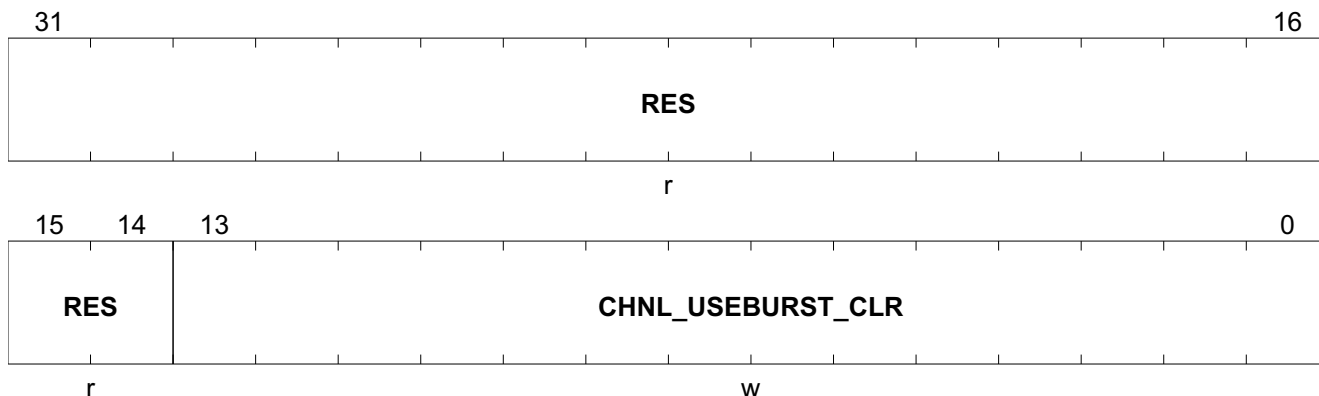 31 16
RES
r
15 14 13 0
RES CHNL_USEBURST_CLR
r w